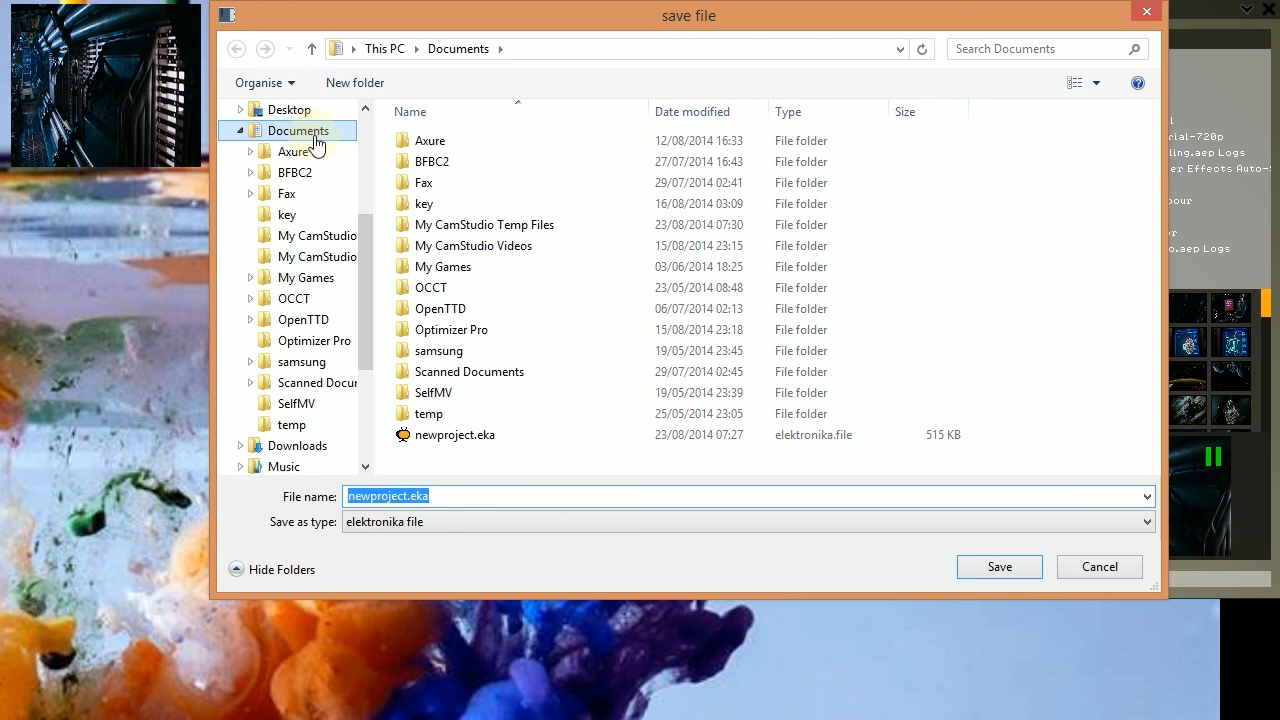 save file
This PC
Documents
Search Documents
Organise
New folder
Desktop
Documents
Axure
BFBC2
Fax
key
My CamStudio
My CamStudio
My Games
OCCT
OpenTTD
Optimizer Pro
samsung
Scanned Docur
SelfMV
temp
Downloads
Music
Name Date modified Type Size
Axure 12/08/2014 16:33 File folder
BFBC2 27/07/2014 16:43 File folder
Fax 29/07/2014 02:41 File folder
key 16/08/2014 03:09 File folder
My CamStudio Temp Files 23/08/2014 07:30 File folder
My CamStudio Videos 15/08/2014 23:15 File folder
My Games 03/06/2014 18:25 File folder
OCCT 23/05/2014 08:48 File folder
OpenTTD 06/07/2014 02:13 File folder
Optimizer Pro 15/08/2014 23:18 File folder
samsung 19/05/2014 23:45 File folder
Scanned Documents 29/07/2014 02:45 File folder
SelfMV 19/05/2014 23:39 File folder
temp 25/05/2014 23:05 File folder
newproject.eka 23/08/2014 07:27 elektronika.file 515 KB
File name: newproject.eka
Save as type: elektronika file
Hide Folders
Save
Cancel
l
rial-720p
ling.aep Logs
er Effects Auto-S
pour
r
o.aep Logs